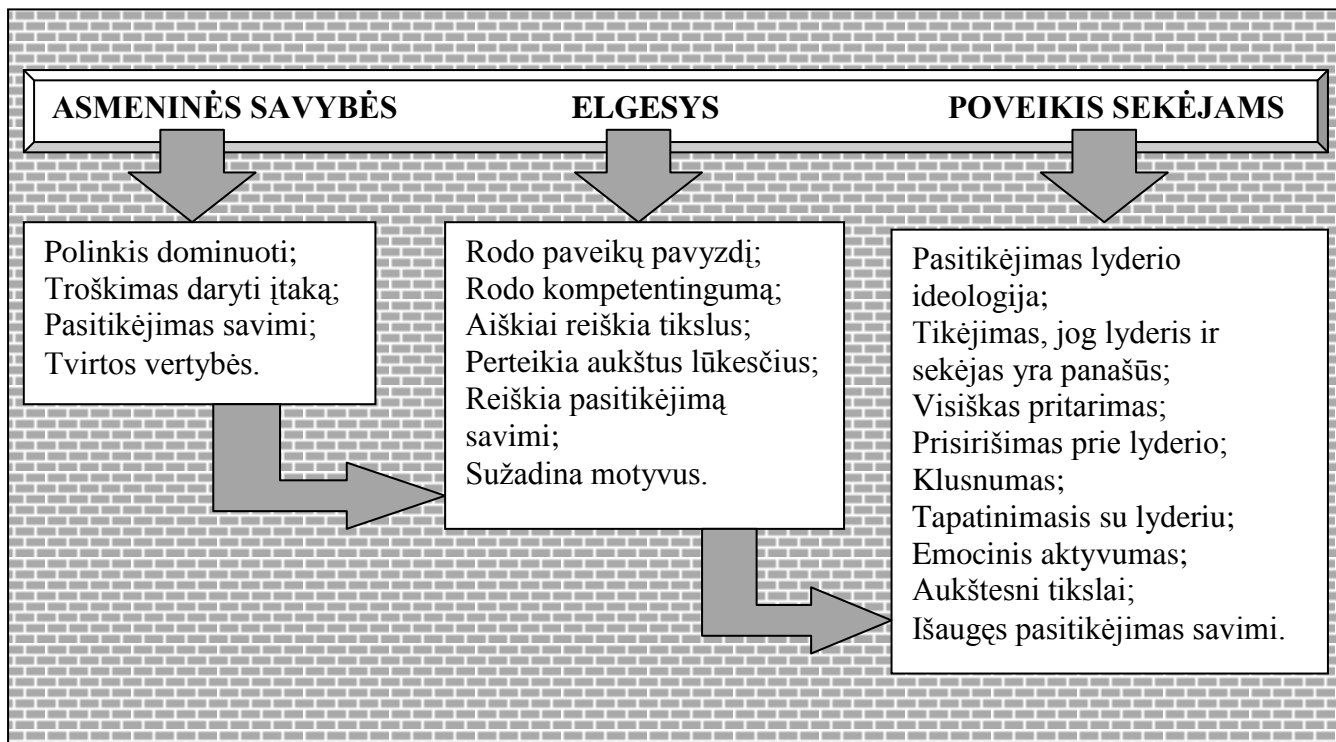 ASMENINĖS SAVYBĖS
ELGESYS
POVEIKIS SEKĖJAMS
Polinkis dominuoti;
Troškimas daryti įtaką;
Pasitikėjimas savimi;
Tvirtos vertybės.
Rodo paveikų pavyzdį;
Rodo kompetentingumą;
Aiškiai reiškia tikslus;
Perteikia aukštus lūkesčius;
Reiškia pasitikėjimą
savimi;
Sužadina motyvus.
Pasitikėjimas lyderio
ideologija;
Tikėjimas, jog lyderis ir
sekėjas yra panašūs;
Visiškas pritarimas;
Prisirišimas prie lyderio;
Klusnumas;
Tapatinimasis su lyderiu;
Emocinis aktyvumas;
Aukštesni tikslai;
Išaugęs pasitikėjimas savimi.